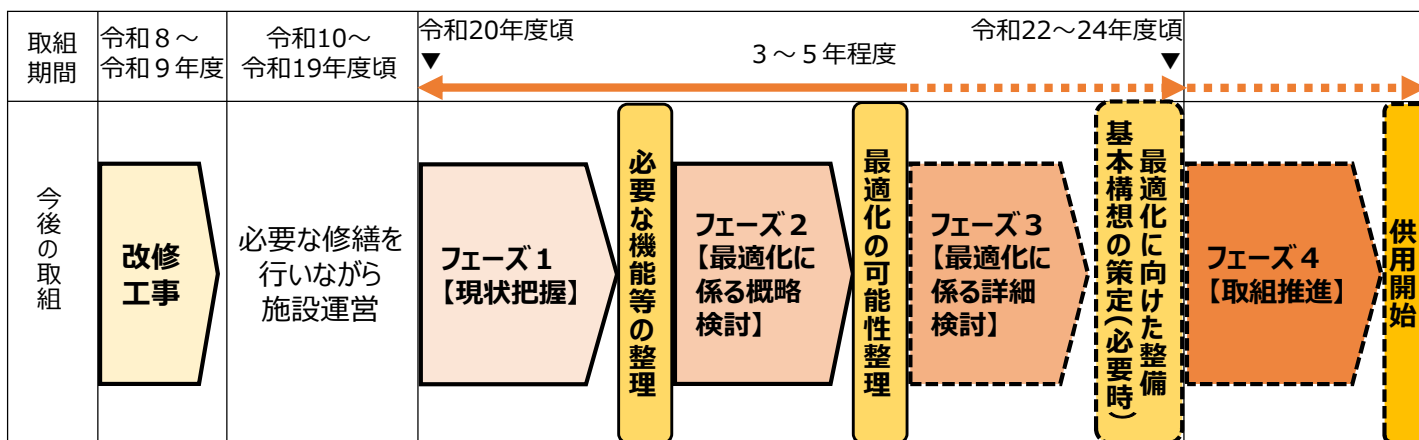 取組
期間
令和８～
令和９年度
令和10～
令和19年度頃
令和20年度頃
▼
３～５年程度
令和22～24年度頃
▼
今後の取組
改修
工事
必要な修繕を
行いながら
施設運営
フェーズ１
【現状把握】
必要な機能等の整理
フェーズ２
【最適化に
係る概略
検討】
最適化の可能性整理
フェーズ３
【最適化に
係る詳細
検討】
最適化に向けた整備
基本構想の策定(必要時)
フェーズ４
【取組推進】
供用開始